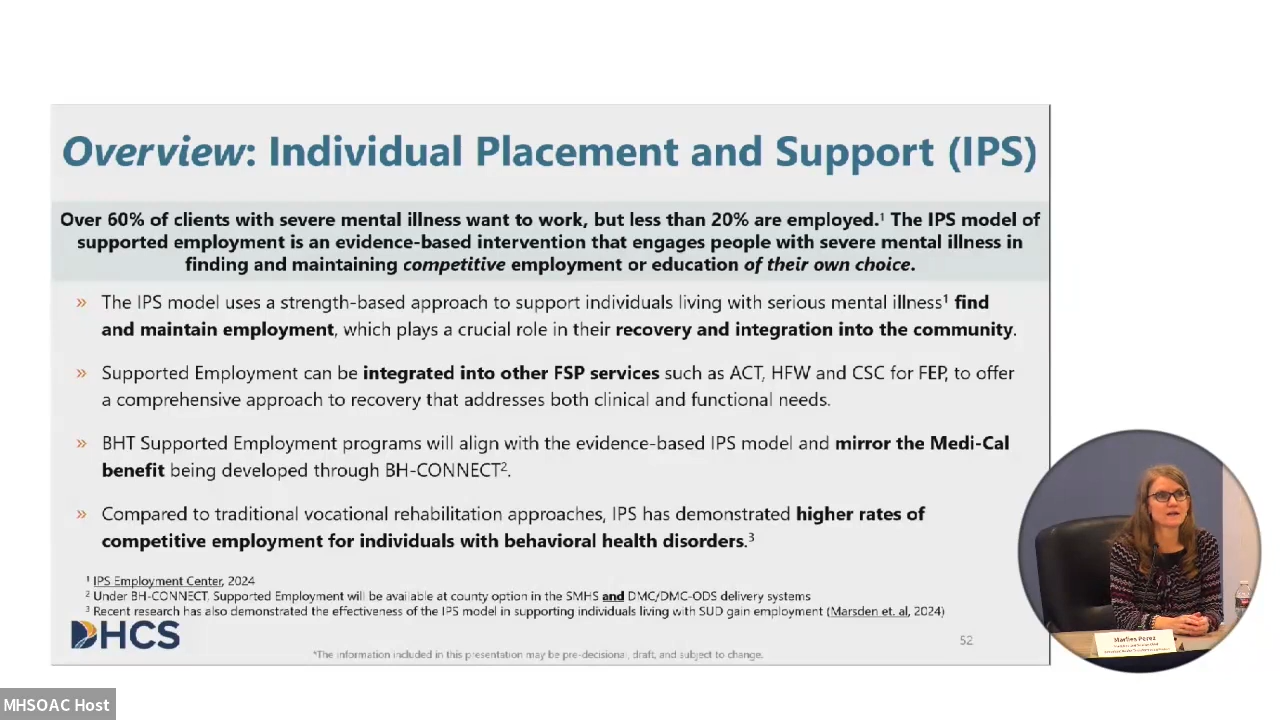 Overview: Individual Placement and Support (IPS)
Over 60% of clients with severe mental illness want to work, but less than 20% are employed.¹ The IPS model of
supported employment is an evidence-based intervention that engages people with severe mental illness in
finding and maintaining competitive employment or education of their own choice.
» The IPS model uses a strength-based approach to support individuals living with serious mental illness¹ find
and maintain employment, which plays a crucial role in their recovery and integration into the community.
» Supported Employment can be integrated into other FSP services such as ACT, HFW and CSC for FEP, to offer
a comprehensive approach to recovery that addresses both clinical and functional needs.
» BHT Supported Employment programs will align with the evidence-based IPS model and mirror the Medi-Cal
benefit being developed through BH-CONNECT².
» Compared to traditional vocational rehabilitation approaches, IPS has demonstrated higher rates of
competitive employment for individuals with behavioral health disorders.³
¹ IPS Employment Center, 2024
² Under BH-CONNECT, Supported Employment will be available at county option in the SMHS and DMC/DMC-ODS delivery systems
³ Recent research has also demonstrated the effectiveness of the IPS model in supporting individuals living with SUD gain employment (Marsden et. al, 2024)
DHCS
52
*The information included in this presentation may be pre-decisional, draft, and subject to change.
Marlies Perez
MHSOAC Host